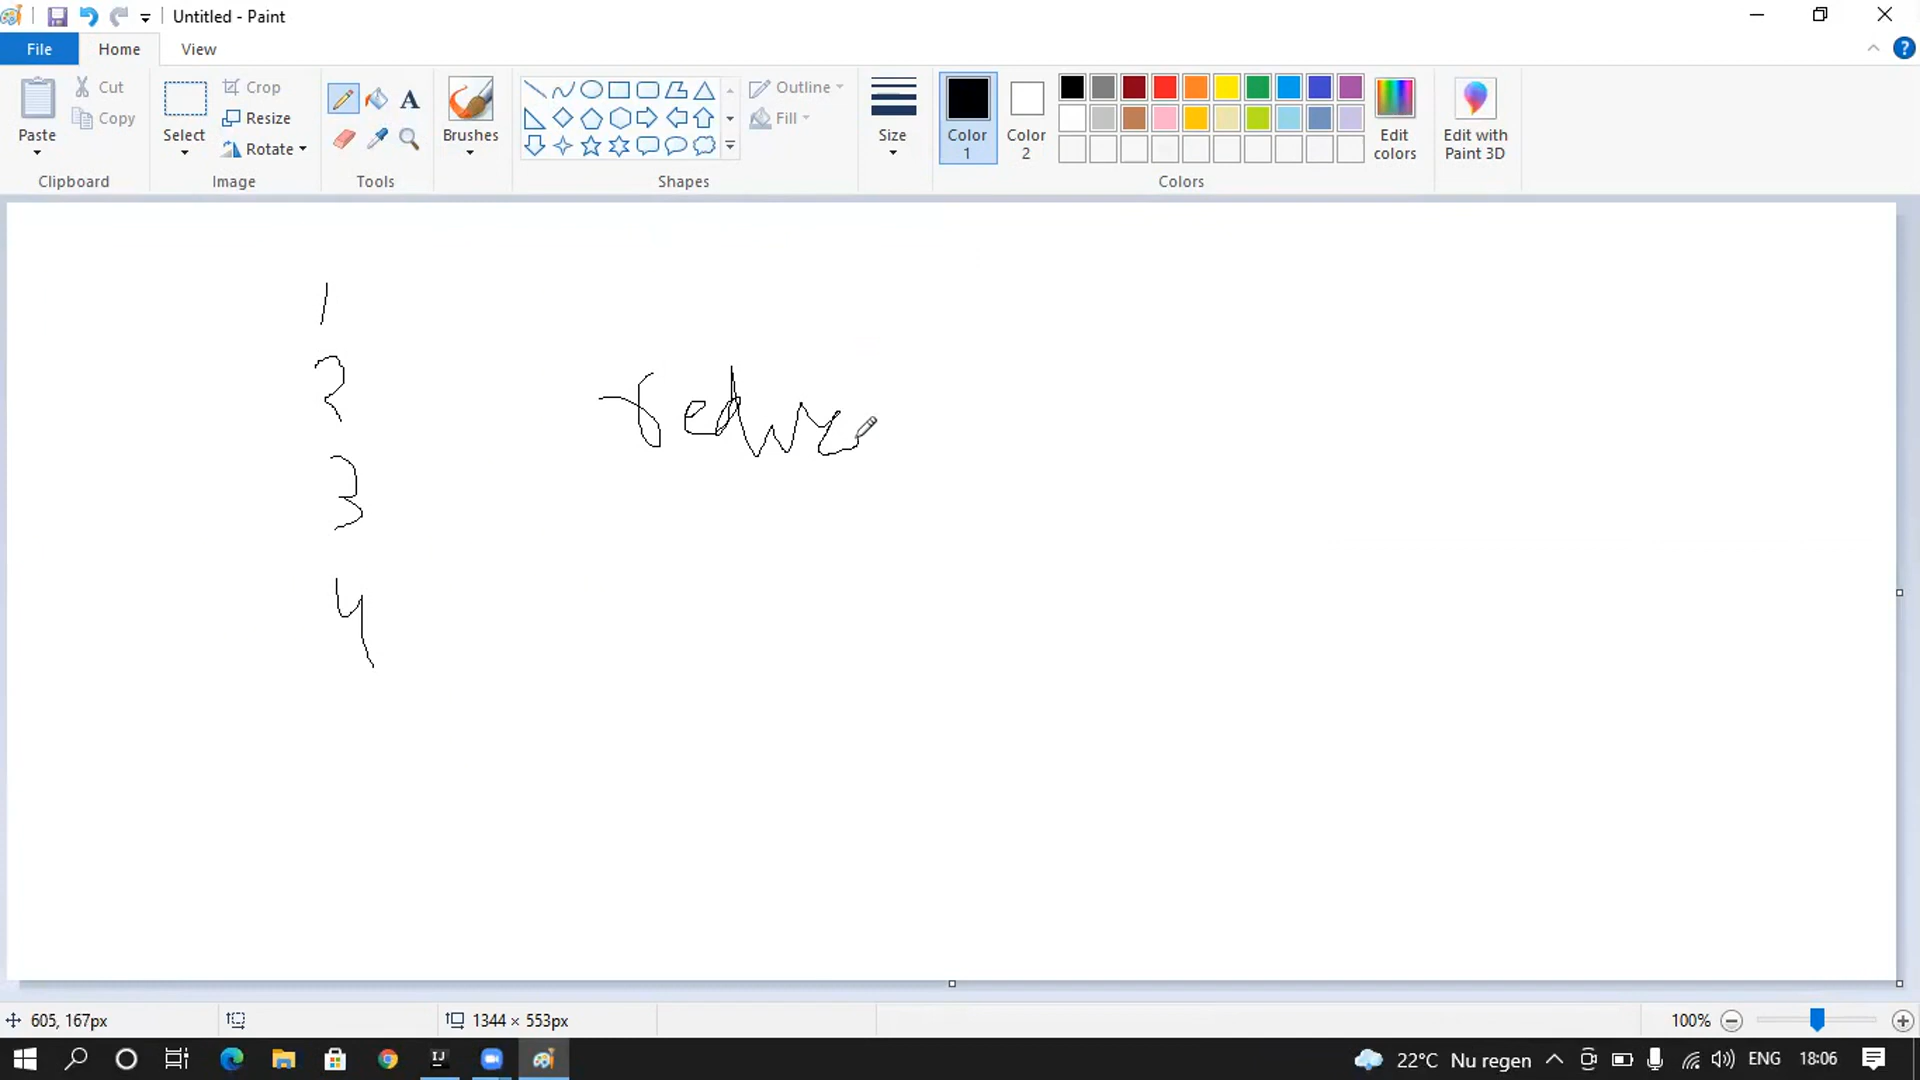 Untitled - Paint
File Home View
Paste
Cut
Copy
Clipboard
Select
Crop
Resize
Rotate
Image
Tools
Brushes
Shapes
Outline
Fill
Size
Color 1
Color 2
Edit colors
Colors
Edit with Paint 3D
1
2
3
4
605, 167px
1344 × 553px
100%
22°C Nu regen
ENG
18:06